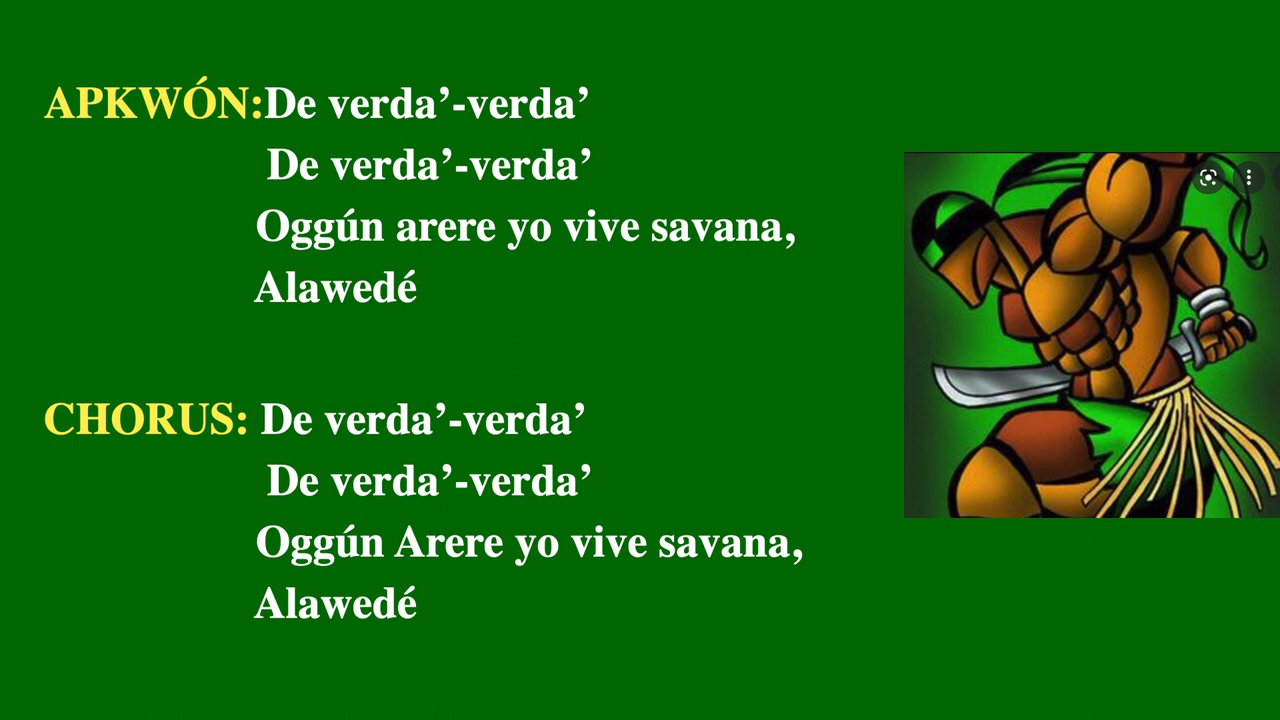 APKWÓN:De verda’-verda’
De verda’-verda’
Oggún arere yo vive savana,
Alawedé
CHORUS: De verda’-verda’
De verda’-verda’
Oggún Arere yo vive savana,
Alawedé